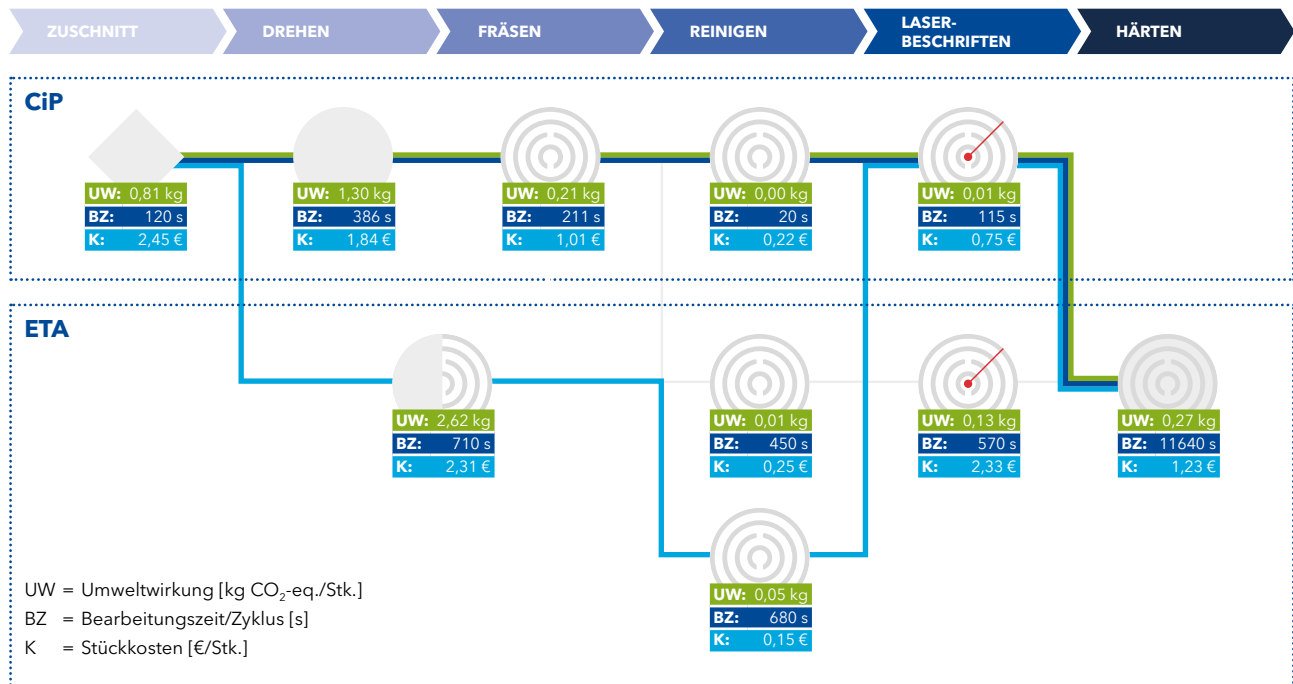 ZUSCHNITT
DREHEN
FRÄSEN
REINIGEN
LASER-
BESCHRIFTEN
HÄRTEN
CiP
UW: 0,81 kg
BZ: 120 s
K: 2,45 €
UW: 1,30 kg
BZ: 386 s
K: 1,84 €
UW: 0,21 kg
BZ: 211 s
K: 1,01 €
UW: 0,00 kg
BZ: 20 s
K: 0,22 €
UW: 0,01 kg
BZ: 115 s
K: 0,75 €
ETA
UW: 2,62 kg
BZ: 710 s
K: 2,31 €
UW: 0,01 kg
BZ: 450 s
K: 0,25 €
UW: 0,13 kg
BZ: 570 s
K: 2,33 €
UW: 0,27 kg
BZ: 11640 s
K: 1,23 €
UW: 0,05 kg
BZ: 680 s
K: 0,15 €
UW = Umweltwirkung [kg CO₂-eq./Stk.]
BZ = Bearbeitungszeit/Zyklus [s]
K = Stückkosten [€/Stk.]